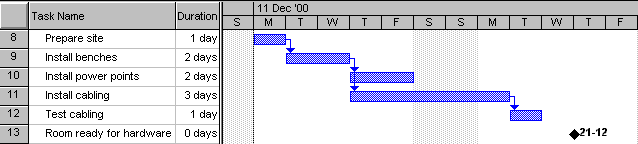 Task Name Duration 11 Dec '00
S M T W T F S S M T W T F
8 Prepare site 1 day
9 Install benches 2 days
10 Install power points 2 days
11 Install cabling 3 days
12 Test cabling 1 day
13 Room ready for hardware 0 days 21-12